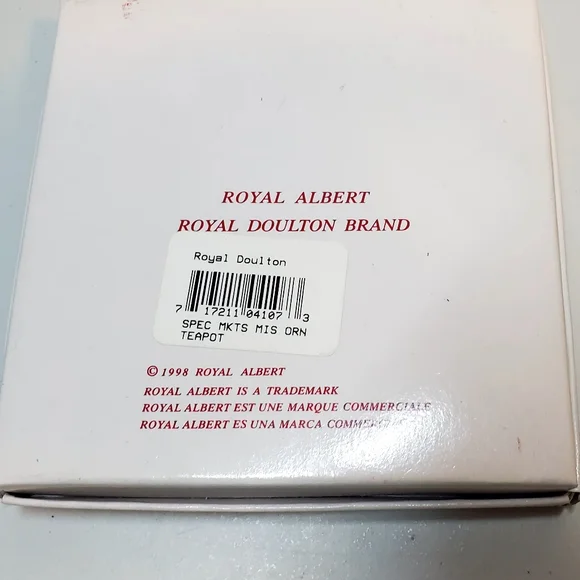 ROYAL ALBERT
ROYAL DOULTON BRAND
Royal Doulton
7 17211 04107 3
SPEC MKTS MIS ORN
TEAPOT
© 1998 ROYAL ALBERT
ROYAL ALBERT IS A TRADEMARK
ROYAL ALBERT EST UNE MARQUE COMMERCIALE
ROYAL ALBERT ES UNA MARCA